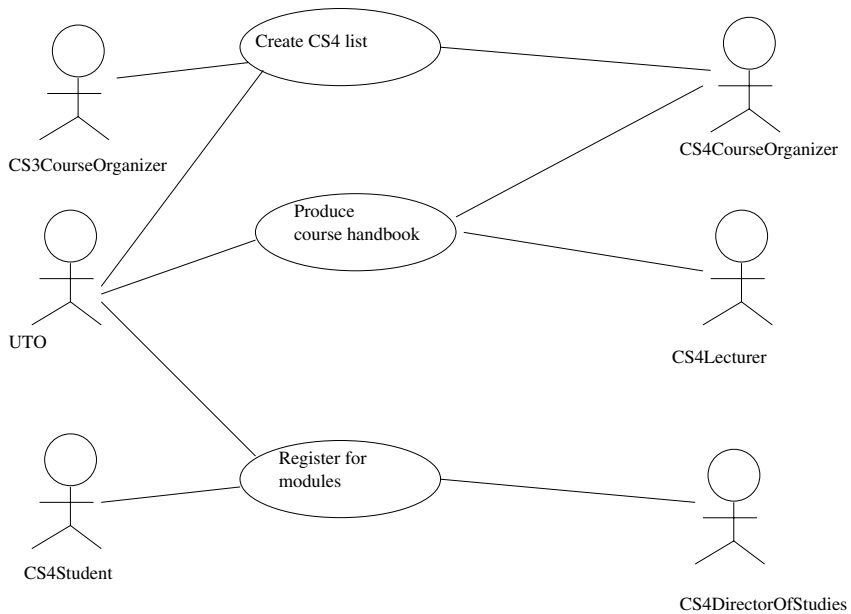 Create CS4 list
CS3CourseOrganizer
CS4CourseOrganizer
Produce
course handbook
UTO
CS4Lecturer
Register for
modules
CS4Student
CS4DirectorOfStudies